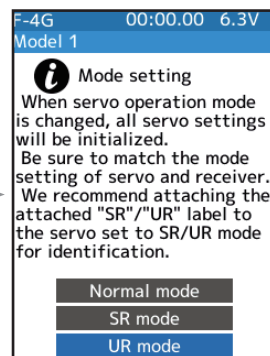 F-4G 00:00.00 6.3V
Model 1
i Mode setting
When servo operation mode
is changed, all servo settings
will be initialized.
Be sure to match the mode
setting of servo and receiver.
We recommend attaching the
attached "SR"/"UR" label to
the servo set to SR/UR mode
for identification.
Normal mode
SR mode
UR mode